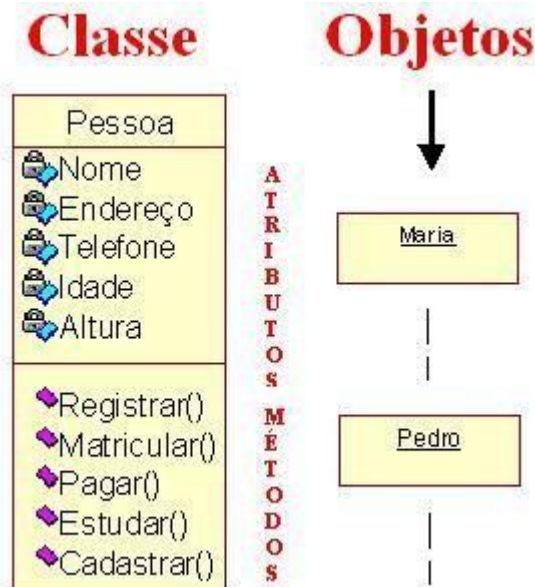 Classe
Objetos
Pessoa
Nome
Endereço
Telefone
Idade
Altura
Registrar()
Matricular()
Pagar()
Estudar()
Cadastrar()
ATRIBUTOS
MÉTODOS
Maria
Pedro